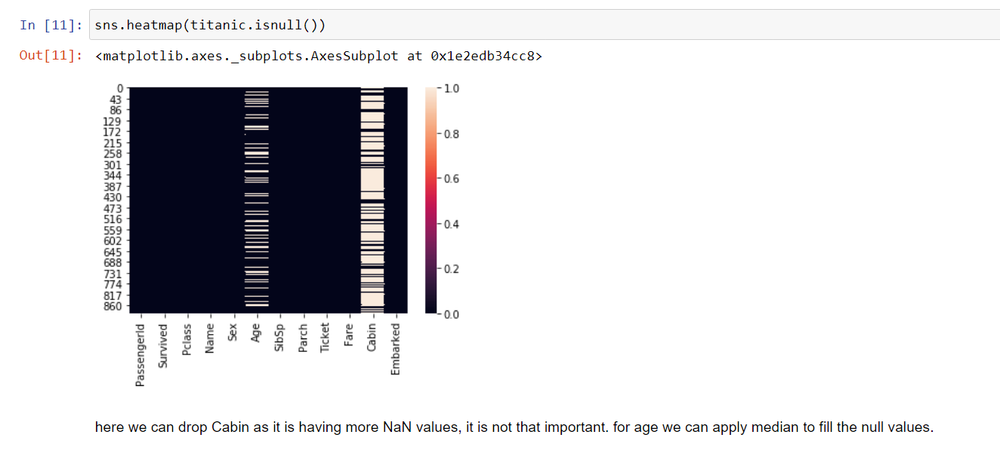 In [11]: sns.heatmap(titanic.isnull())
Out[11]: <matplotlib.axes._subplots.AxesSubplot at 0x1e2edb34cc8>
0
43
86
129
172
215
258
301
344
387
430
473
516
559
602
645
688
731
774
817
860
1.0
0.8
0.6
0.4
0.2
0.0
PassengerId
Survived
Pclass
Name
Sex
Age
SibSp
Parch
Ticket
Fare
Cabin
Embarked
here we can drop Cabin as it is having more NaN values, it is not that important. for age we can apply median to fill the null values.